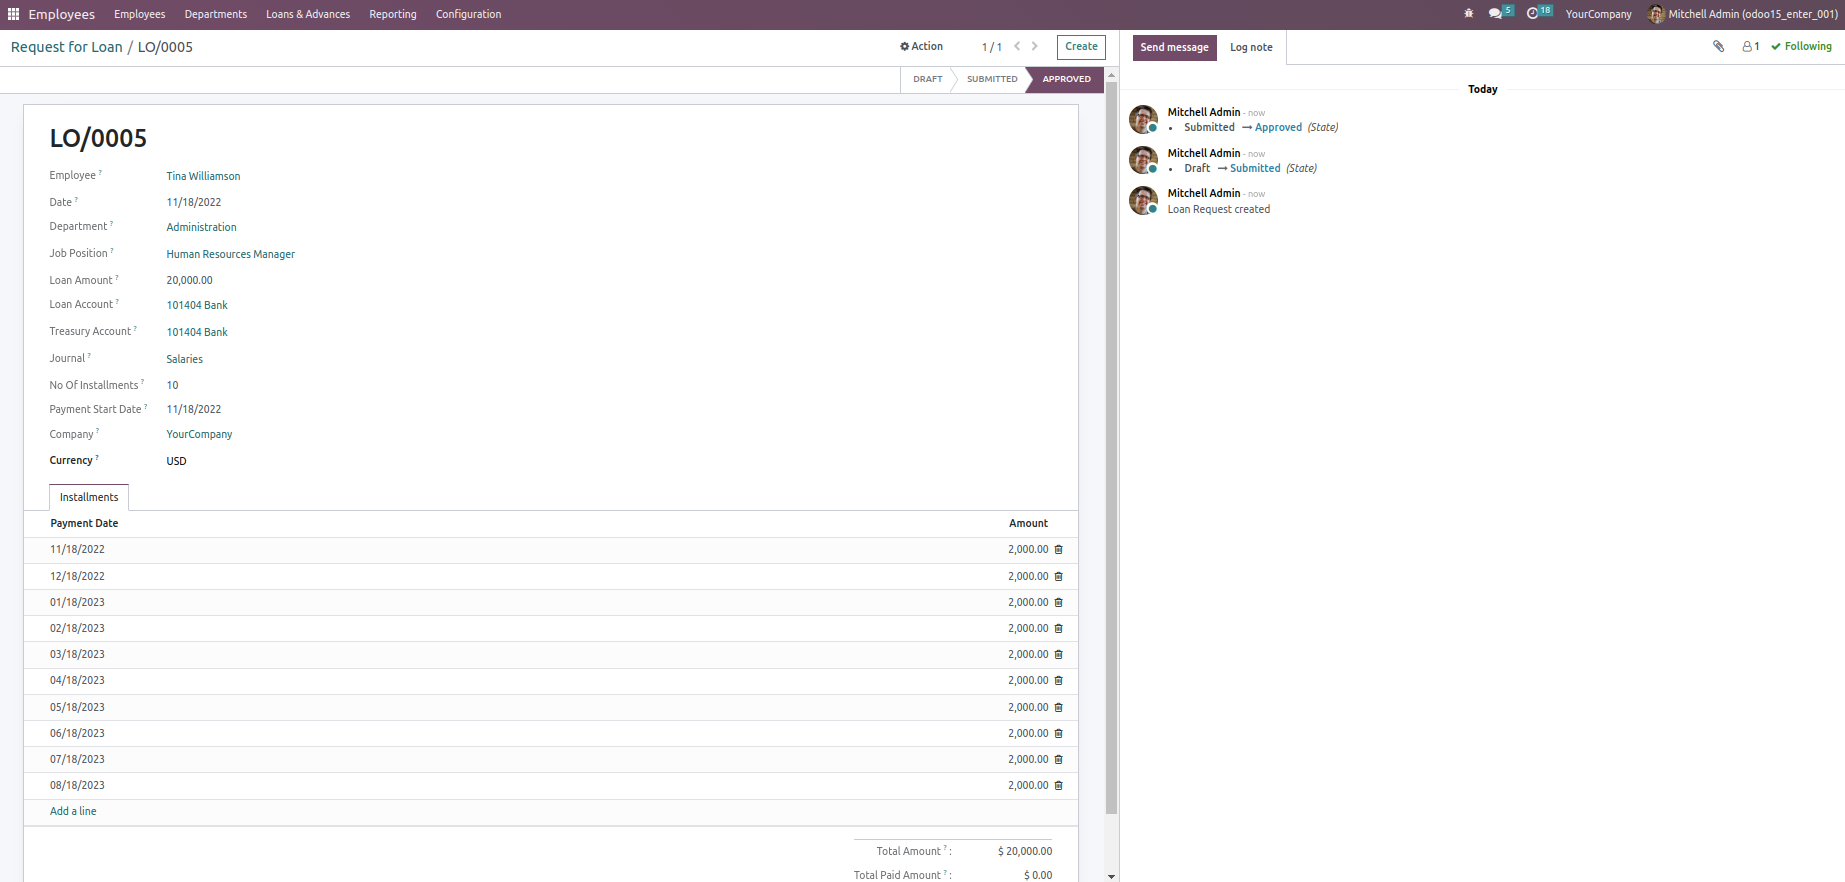 Employees Employees Departments Loans & Advances Reporting Configuration 5 18 YourCompany Mitchell Admin (odoo15_enter_001)
Request for Loan / LO/0005 Action 1 / 1 Create
DRAFT SUBMITTED APPROVED
LO/0005
Employee ? Tina Williamson
Date ? 11/18/2022
Department ? Administration
Job Position ? Human Resources Manager
Loan Amount ? 20,000.00
Loan Account ? 101404 Bank
Treasury Account ? 101404 Bank
Journal ? Salaries
No Of Installments ? 10
Payment Start Date ? 11/18/2022
Company ? YourCompany
Currency ? USD
Installments
Payment Date Amount
11/18/2022 2,000.00
12/18/2022 2,000.00
01/18/2023 2,000.00
02/18/2023 2,000.00
03/18/2023 2,000.00
04/18/2023 2,000.00
05/18/2023 2,000.00
06/18/2023 2,000.00
07/18/2023 2,000.00
08/18/2023 2,000.00
Add a line
Total Amount ? : $ 20,000.00
Total Paid Amount ? : $ 0.00
Send message Log note 1 Following
Today
Mitchell Admin - now
• Submitted → Approved (State)
Mitchell Admin - now
• Draft → Submitted (State)
Mitchell Admin - now
Loan Request created